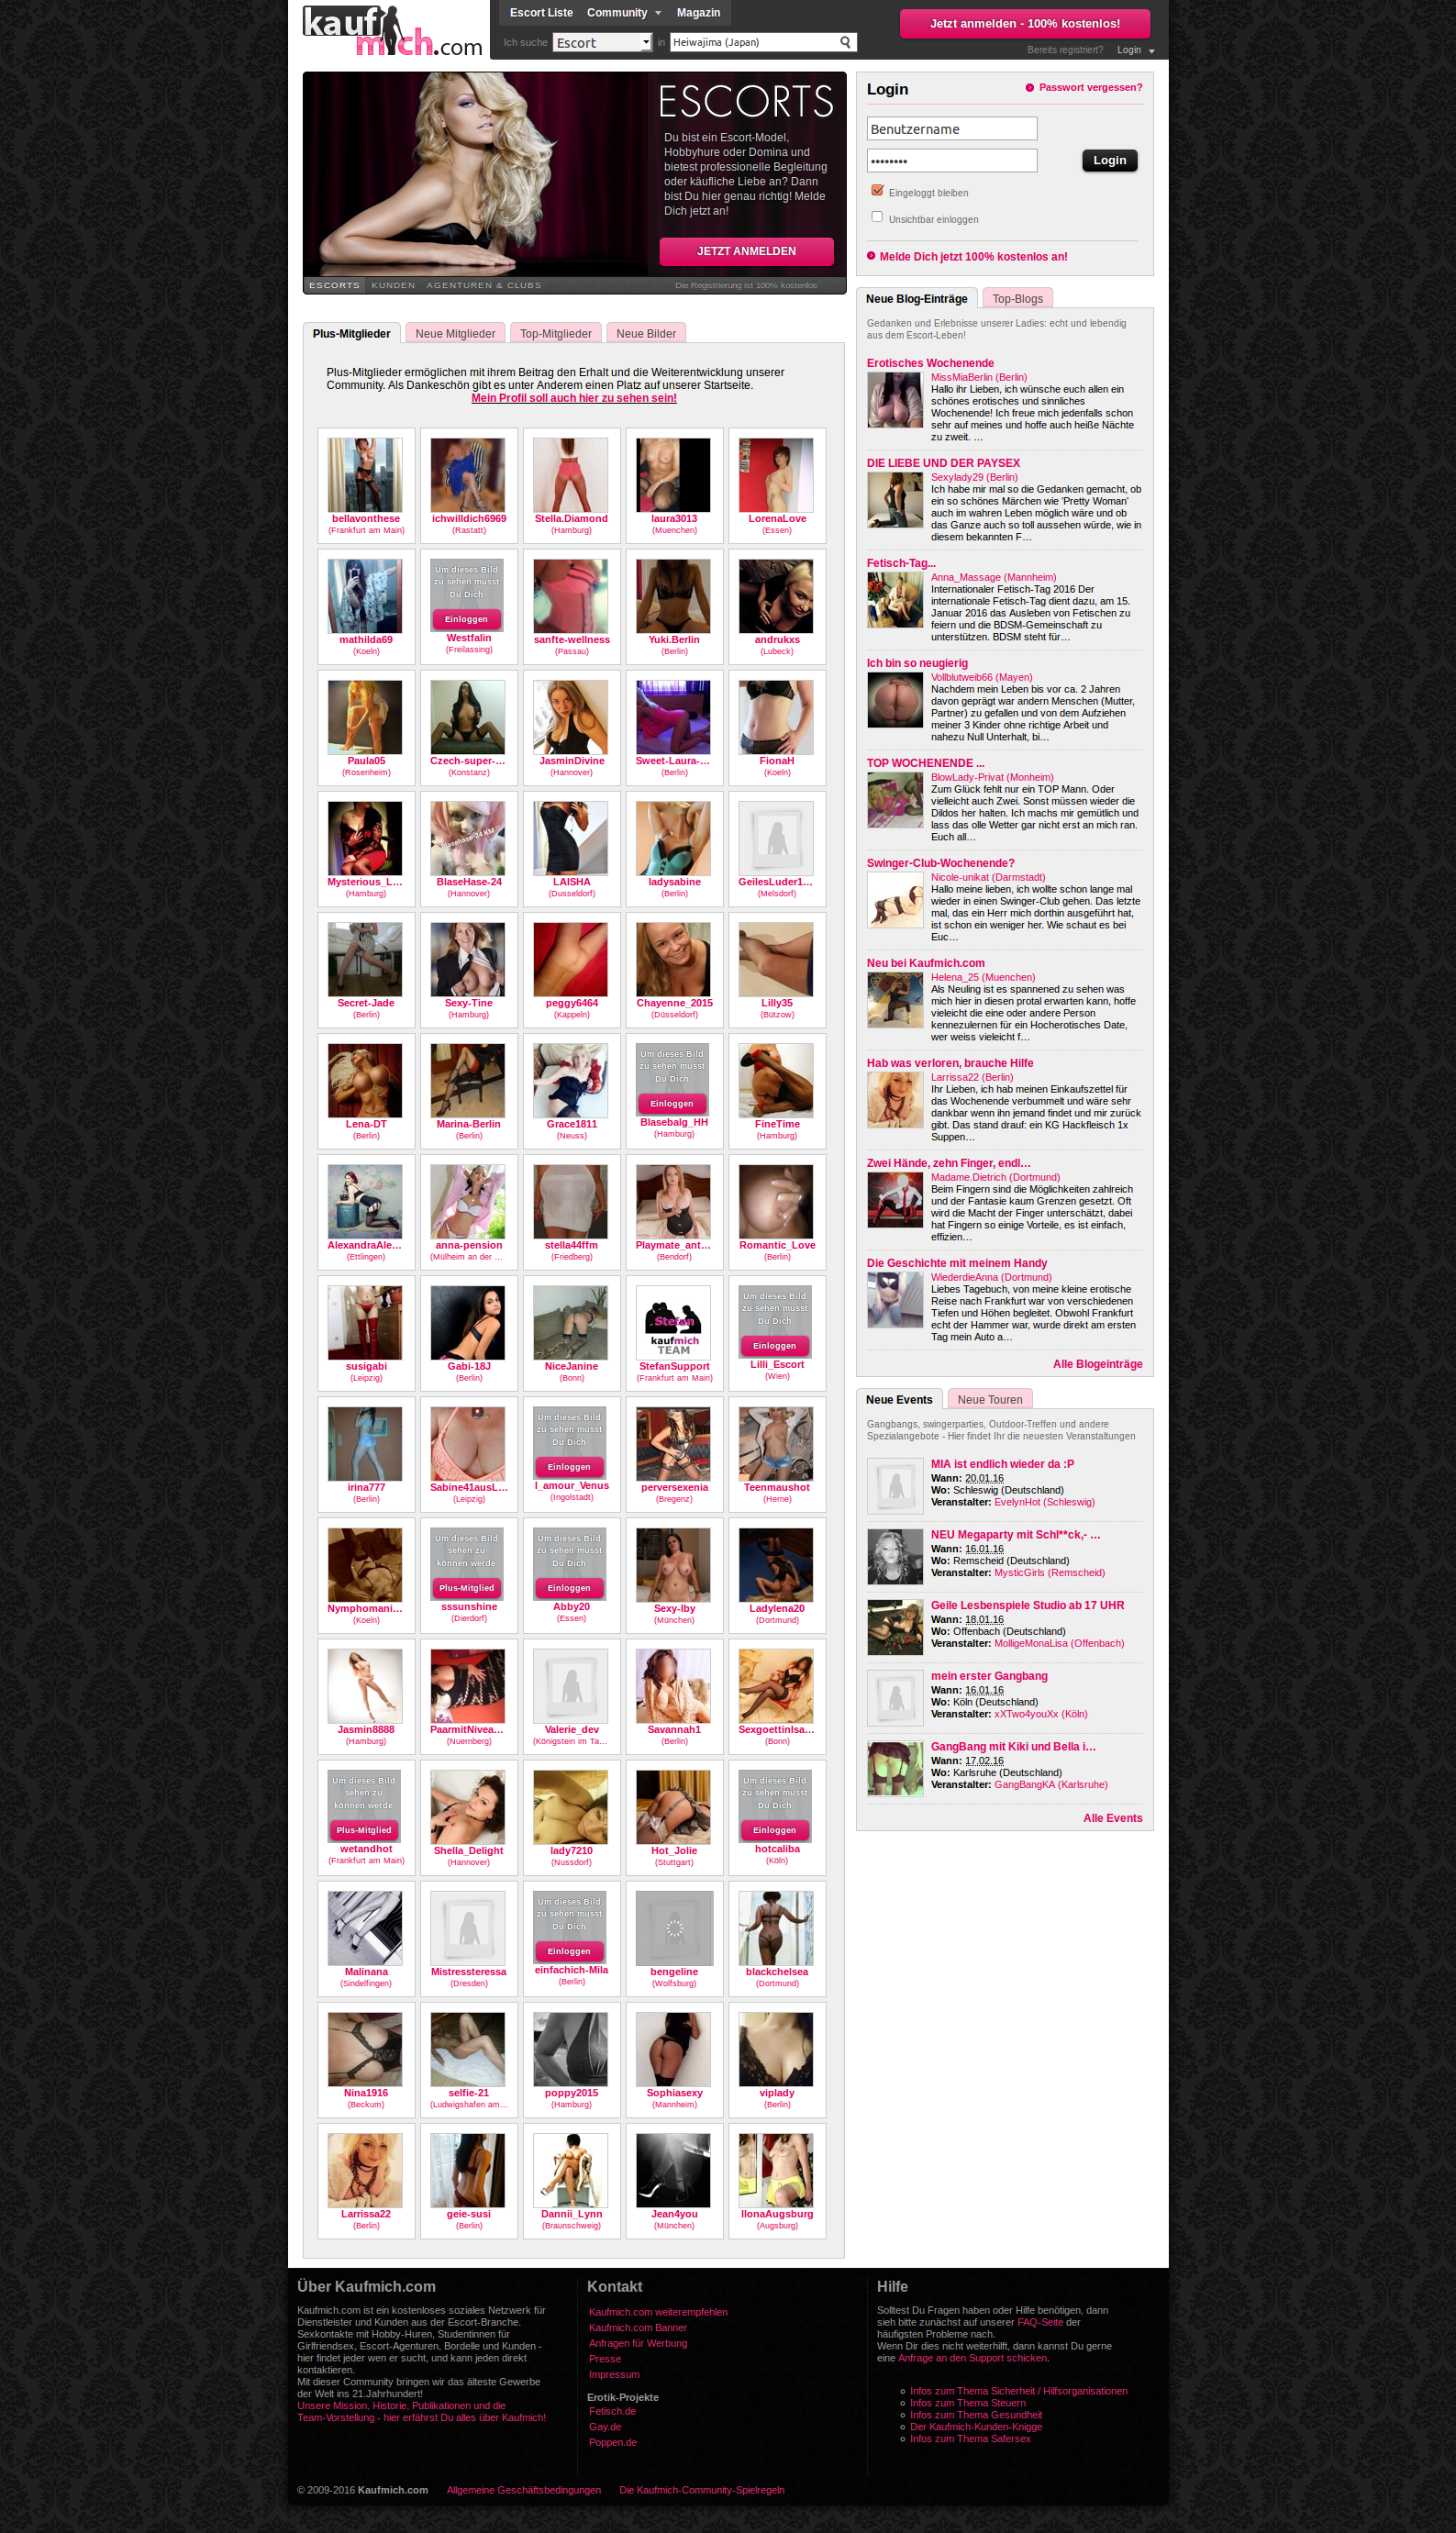 kaufmich.com
Escort Liste Community Magazin
Jetzt anmelden - 100% kostenlos!
Ich suche Escort in Heiwajima (Japan)
Bereits registriert? Login
ESCORTS
Du bist ein Escort-Model,
Hobbyhure oder Domina und
bietest professionelle Begleitung
oder käufliche Liebe an? Dann
bist Du hier genau richtig! Melde
Dich jetzt an!
JETZT ANMELDEN
ESCORTS KUNDEN AGENTUREN & CLUBS Die Registrierung ist 100% kostenlos
Login Passwort vergessen?
Benutzername
Login
Eingeloggt bleiben
Unsichtbar einloggen
Melde Dich jetzt 100% kostenlos an!
Plus-Mitglieder Neue Mitglieder Top-Mitglieder Neue Bilder
Plus-Mitglieder ermöglichen mit ihrem Beitrag den Erhalt und die Weiterentwicklung unserer
Community. Als Dankeschön gibt es unter Anderem einen Platz auf unserer Startseite.
Mein Profil soll auch hier zu sehen sein!
bellavonthese ichwilldich6969 Stella.Diamond laura3013 LorenaLove
(Frankfurt am Main) (Rastatt) (Hamburg) (Muenchen) (Essen)
Um dieses Bild
zu sehen musst
Du Dich
Einloggen
mathilda69 Westfalin sanfte-wellness Yuki.Berlin andrukxs
(Koeln) (Freilassing) (Passau) (Berlin) (Lubeck)
Paula05 Czech-super-… JasminDivine Sweet-Laura-… FionaH
(Rosenheim) (Konstanz) (Hannover) (Berlin) (Koeln)
Blasehase-24 KM
Mysterious_L… BlaseHase-24 LAISHA ladysabine GeilesLuder1…
(Hamburg) (Hannover) (Dusseldorf) (Berlin) (Melsdorf)
Secret-Jade Sexy-Tine peggy6464 Chayenne_2015 Lilly35
(Berlin) (Hamburg) (Kappeln) (Düsseldorf) (Bützow)
Um dieses Bild
zu sehen musst
Du Dich
Einloggen
Lena-DT Marina-Berlin Grace1811 Blasebalg_HH FineTime
(Berlin) (Berlin) (Neuss) (Hamburg) (Hamburg)
AlexandraAle… anna-pension stella44ffm Playmate_ant… Romantic_Love
(Ettlingen) (Mülheim an der … (Friedberg) (Bendorf) (Berlin)
Stefan
kaufmich
TEAM
Um dieses Bild
zu sehen musst
Du Dich
Einloggen
susigabi Gabi-18J NiceJanine StefanSupport Lilli_Escort
(Leipzig) (Berlin) (Bonn) (Frankfurt am Main) (Wien)
Um dieses Bild
zu sehen musst
Du Dich
Einloggen
irina777 Sabine41ausL… l_amour_Venus perversexenia Teenmaushot
(Berlin) (Leipzig) (Ingolstadt) (Bregenz) (Herne)
Um dieses Bild
sehen zu
können werde
Plus-Mitglied
Um dieses Bild
zu sehen musst
Du Dich
Einloggen
Nymphomani… sssunshine Abby20 Sexy-Iby Ladylena20
(Koeln) (Dierdorf) (Essen) (München) (Dortmund)
Jasmin8888 PaarmitNivea… Valerie_dev Savannah1 SexgoettinIsa…
(Hamburg) (Nuernberg) (Königstein im Ta… (Berlin) (Bonn)
Um dieses Bild
sehen zu
können werde
Plus-Mitglied
Um dieses Bild
zu sehen musst
Du Dich
Einloggen
wetandhot Shella_Delight lady7210 Hot_Jolie hotcaliba
(Frankfurt am Main) (Hannover) (Nussdorf) (Stuttgart) (Köln)
Um dieses Bild
zu sehen musst
Du Dich
Einloggen
Malinana Mistressteressa einfachich-Mila bengeline blackchelsea
(Sindelfingen) (Dresden) (Berlin) (Wolfsburg) (Dortmund)
Nina1916 selfie-21 poppy2015 Sophiasexy viplady
(Beckum) (Ludwigshafen am… (Hamburg) (Mannheim) (Berlin)
Larrissa22 geie-susi Dannii_Lynn Jean4you IlonaAugsburg
(Berlin) (Berlin) (Braunschweig) (München) (Augsburg)
Neue Blog-Einträge Top-Blogs
Gedanken und Erlebnisse unserer Ladies: echt und lebendig
aus dem Escort-Leben!
Erotisches Wochenende
MissMiaBerlin (Berlin)
Hallo ihr Lieben, ich wünsche euch allen ein
schönes erotisches und sinnliches
Wochenende! Ich freue mich jedenfalls schon
sehr auf meines und hoffe auch heiße Nächte
zu zweit. …
DIE LIEBE UND DER PAYSEX
Sexylady29 (Berlin)
Ich habe mir mal so die Gedanken gemacht, ob
ein so schönes Märchen wie 'Pretty Woman'
auch im wahren Leben möglich wäre und ob
das Ganze auch so toll aussehen würde, wie in
diesem bekannten F…
Fetisch-Tag...
Anna_Massage (Mannheim)
Internationaler Fetisch-Tag 2016 Der
internationale Fetisch-Tag dient dazu, am 15.
Januar 2016 das Ausleben von Fetischen zu
feiern und die BDSM-Gemeinschaft zu
unterstützen. BDSM steht für…
Ich bin so neugierig
Vollblutweib66 (Mayen)
Nachdem mein Leben bis vor ca. 2 Jahren
davon geprägt war andern Menschen (Mutter,
Partner) zu gefallen und von dem Aufziehen
meiner 3 Kinder ohne richtige Arbeit und
nahezu Null Unterhalt, bi…
TOP WOCHENENDE ...
BlowLady-Privat (Monheim)
Zum Glück fehlt nur ein TOP Mann. Oder
vielleicht auch Zwei. Sonst müssen wieder die
Dildos her halten. Ich machs mir gemütlich und
lass das olle Wetter gar nicht erst an mich ran.
Euch all…
Swinger-Club-Wochenende?
Nicole-unikat (Darmstadt)
Hallo meine lieben, ich wollte schon lange mal
wieder in einen Swinger-Club gehen. Das letzte
mal, das ein Herr mich dorthin ausgeführt hat,
ist schon ein weniger her. Wie schaut es bei
Euc…
Neu bei Kaufmich.com
Helena_25 (Muenchen)
Als Neuling ist es spannened zu sehen was
mich hier in diesen protal erwarten kann, hoffe
vieleicht die eine oder andere Person
kennezulernen für ein Hocherotisches Date,
wer weiss vieleicht f…
Hab was verloren, brauche Hilfe
Larrissa22 (Berlin)
Ihr Lieben, ich hab meinen Einkaufszettel für
das Wochenende verbummelt und wäre sehr
dankbar wenn ihn jemand findet und mir zurück
gibt. Das stand drauf: ein KG Hackfleisch 1x
Suppen…
Zwei Hände, zehn Finger, endl…
Madame.Dietrich (Dortmund)
Beim Fingern sind die Möglichkeiten zahlreich
und der Fantasie kaum Grenzen gesetzt. Oft
wird die Macht der Finger unterschätzt, dabei
hat Fingern so einige Vorteile, es ist einfach,
effizien…
Die Geschichte mit meinem Handy
WiederdieAnna (Dortmund)
Liebes Tagebuch, von meine kleine erotische
Reise nach Frankfurt war von verschiedenen
Tiefen und Höhen begleitet. Obwohl Frankfurt
echt der Hammer war, wurde direkt am ersten
Tag mein Auto a…
Alle Blogeinträge
Neue Events Neue Touren
Gangbangs, swingerparties, Outdoor-Treffen und andere
Spezialangebote - Hier findet Ihr die neuesten Veranstaltungen
MIA ist endlich wieder da :P
Wann: 20.01.16
Wo: Schleswig (Deutschland)
Veranstalter: EvelynHot (Schleswig)
NEU Megaparty mit Schl**ck,- …
Wann: 16.01.16
Wo: Remscheid (Deutschland)
Veranstalter: MysticGirls (Remscheid)
Geile Lesbenspiele Studio ab 17 UHR
Wann: 18.01.16
Wo: Offenbach (Deutschland)
Veranstalter: MolligeMonaLisa (Offenbach)
mein erster Gangbang
Wann: 16.01.16
Wo: Köln (Deutschland)
Veranstalter: xXTwo4youXx (Köln)
GangBang mit Kiki und Bella i…
Wann: 17.02.16
Wo: Karlsruhe (Deutschland)
Veranstalter: GangBangKA (Karlsruhe)
Alle Events
Über Kaufmich.com
Kaufmich.com ist ein kostenloses soziales Netzwerk für
Dienstleister und Kunden aus der Escort-Branche.
Sexkontakte mit Hobby-Huren, Studentinnen für
Girlfriendsex, Escort-Agenturen, Bordelle und Kunden -
hier findet jeder wen er sucht, und kann jeden direkt
kontaktieren.
Mit dieser Community bringen wir das älteste Gewerbe
der Welt ins 21.Jahrhundert!
Unsere Mission, Historie, Publikationen und die
Team-Vorstellung - hier erfährst Du alles über Kaufmich!
Kontakt
Kaufmich.com weiterempfehlen
Kaufmich.com Banner
Anfragen für Werbung
Presse
Impressum
Erotik-Projekte
Fetisch.de
Gay.de
Poppen.de
Hilfe
Solltest Du Fragen haben oder Hilfe benötigen, dann
sieh bitte zunächst auf unserer FAQ-Seite der
häufigsten Probleme nach.
Wenn Dir dies nicht weiterhilft, dann kannst Du gerne
eine Anfrage an den Support schicken.
Infos zum Thema Sicherheit / Hilfsorganisationen
Infos zum Thema Steuern
Infos zum Thema Gesundheit
Der Kaufmich-Kunden-Knigge
Infos zum Thema Safersex
© 2009-2016 Kaufmich.com Allgemeine Geschäftsbedingungen Die Kaufmich-Community-Spielregeln